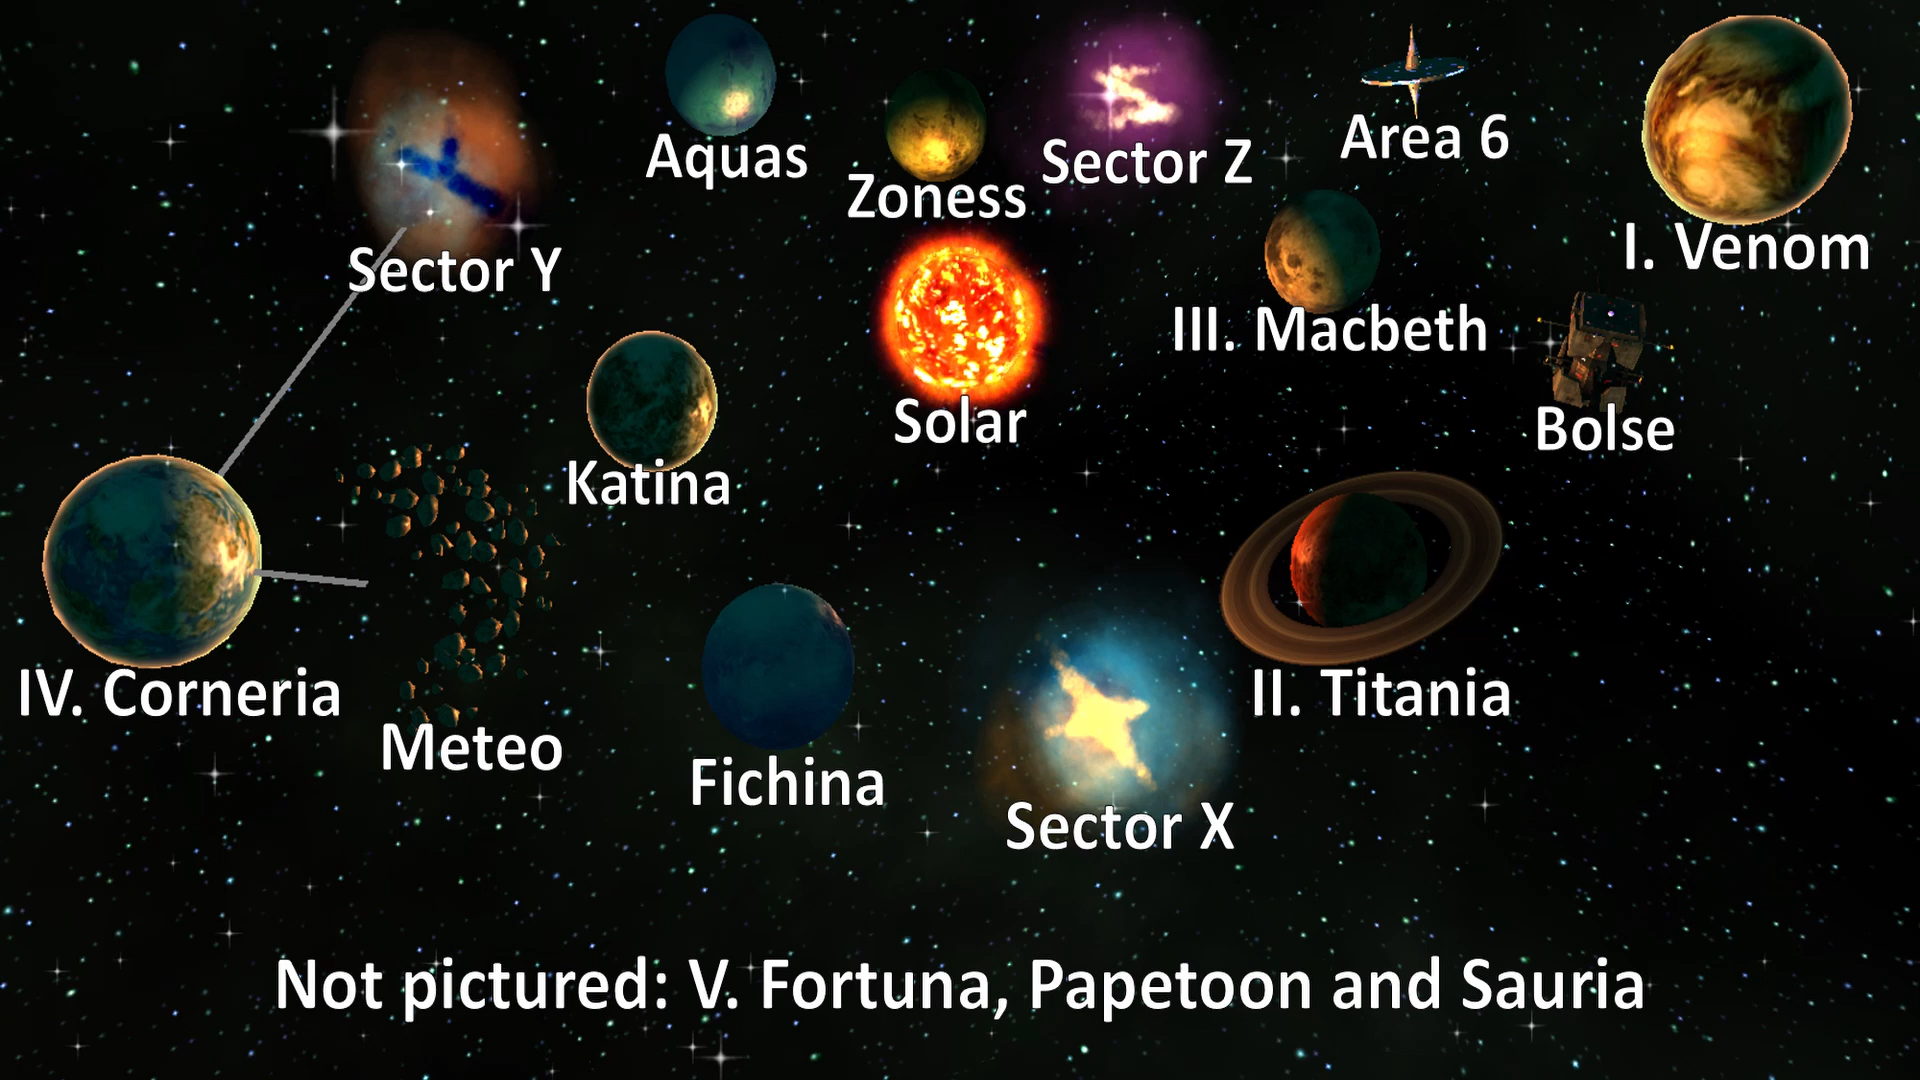 Aquas
Area 6
Sector Z
Zoness
I. Venom
Sector Y
III. Macbeth
Solar
Bolse
Katina
IV. Corneria
II. Titania
Meteo
Fichina
Sector X
Not pictured: V. Fortuna, Papetoon and Sauria